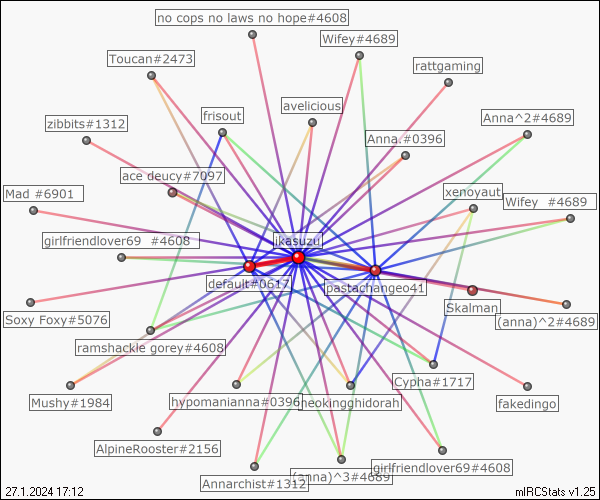 no cops no laws no hope#4608
Wifey#4689
Toucan#2473
rattgaming
avelicious
frisout
Anna^2#4689
zibbits#1312
Anna.#0396
ace deucy#7097
xenoyaut
Mad #6901
Wifey  #4689
girlfriendlover69  #4608
ikasuzu
default#0617
pastachangeo41
Skalman
Soxy Foxy#5076
(anna)^2#4689
ramshackle gorey#4608
Cypha#1717
Mushy#1984
hypomanianna#0396
neokingghidorah
fakedingo
AlpineRooster#2156
girlfriendlover69#4608
(anna)^3#4689
Annarchist#1312
27.1.2024 17:12
mIRCStats v1.25